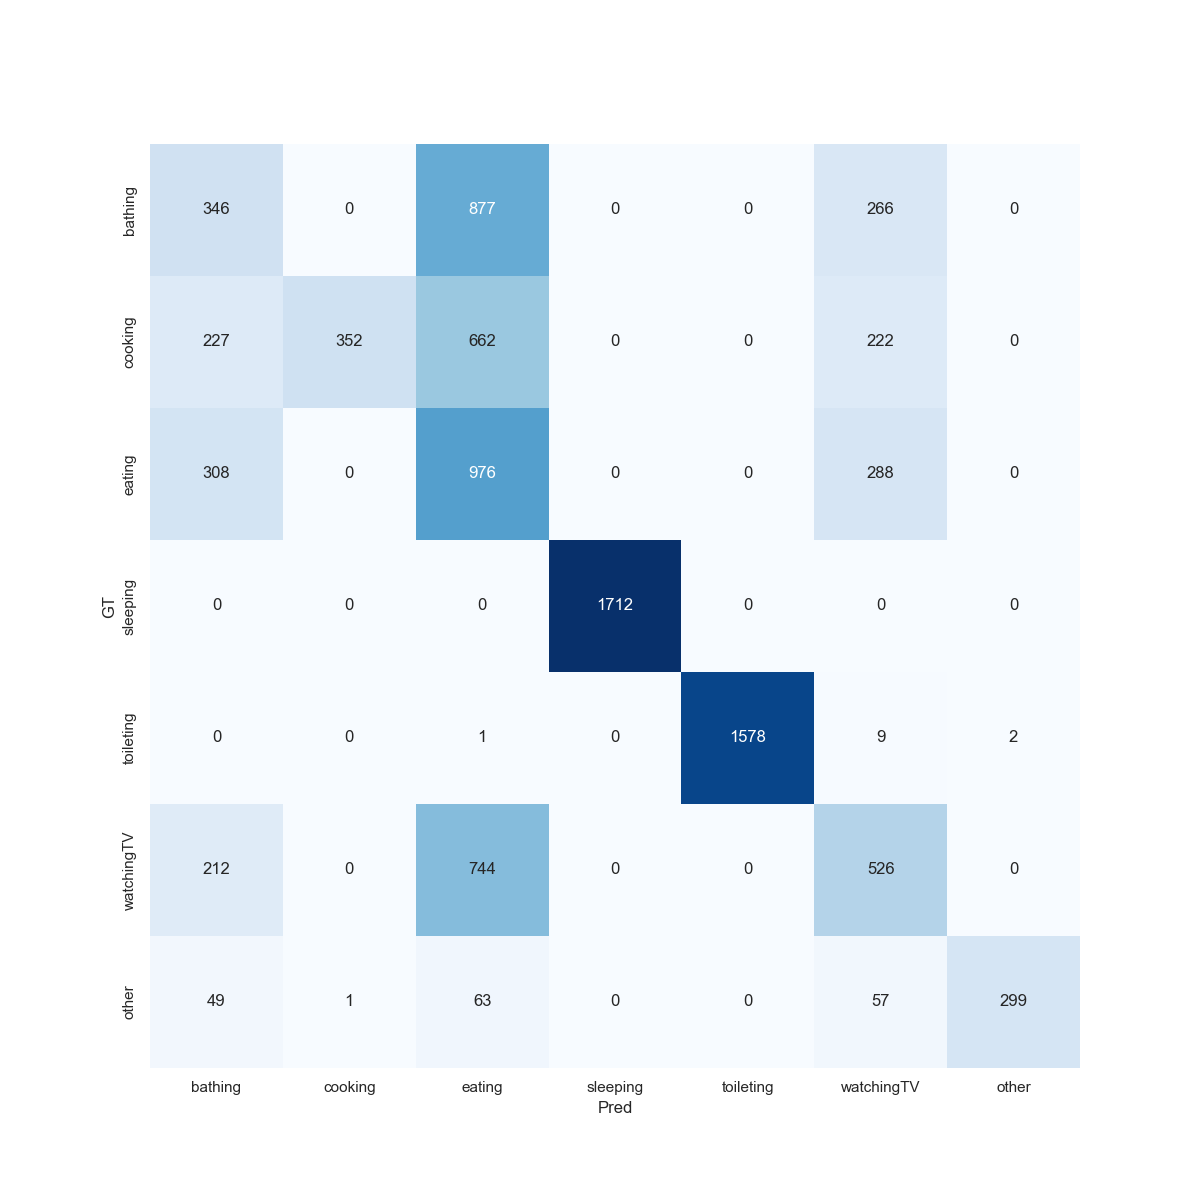 bathing 346 0 877 0 0 266 0
cooking 227 352 662 0 0 222 0
eating 308 0 976 0 0 288 0
GT
sleeping 0 0 0 1712 0 0 0
toileting 0 0 1 0 1578 9 2
watchingTV 212 0 744 0 0 526 0
other 49 1 63 0 0 57 299
bathing cooking eating sleeping toileting watchingTV other
Pred